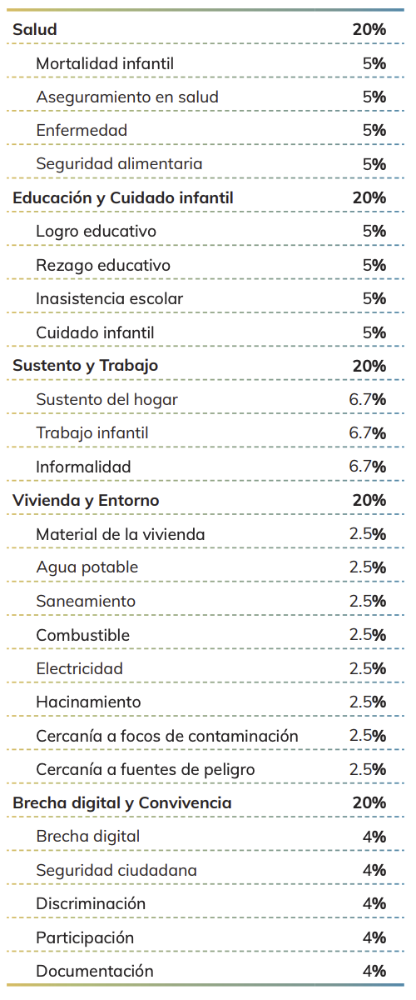 Salud 20%
Mortalidad infantil 5%
Aseguramiento en salud 5%
Enfermedad 5%
Seguridad alimentaria 5%
Educación y Cuidado infantil 20%
Logro educativo 5%
Rezago educativo 5%
Inasistencia escolar 5%
Cuidado infantil 5%
Sustento y Trabajo 20%
Sustento del hogar 6.7%
Trabajo infantil 6.7%
Informalidad 6.7%
Vivienda y Entorno 20%
Material de la vivienda 2.5%
Agua potable 2.5%
Saneamiento 2.5%
Combustible 2.5%
Electricidad 2.5%
Hacinamiento 2.5%
Cercanía a focos de contaminación 2.5%
Cercanía a fuentes de peligro 2.5%
Brecha digital y Convivencia 20%
Brecha digital 4%
Seguridad ciudadana 4%
Discriminación 4%
Participación 4%
Documentación 4%